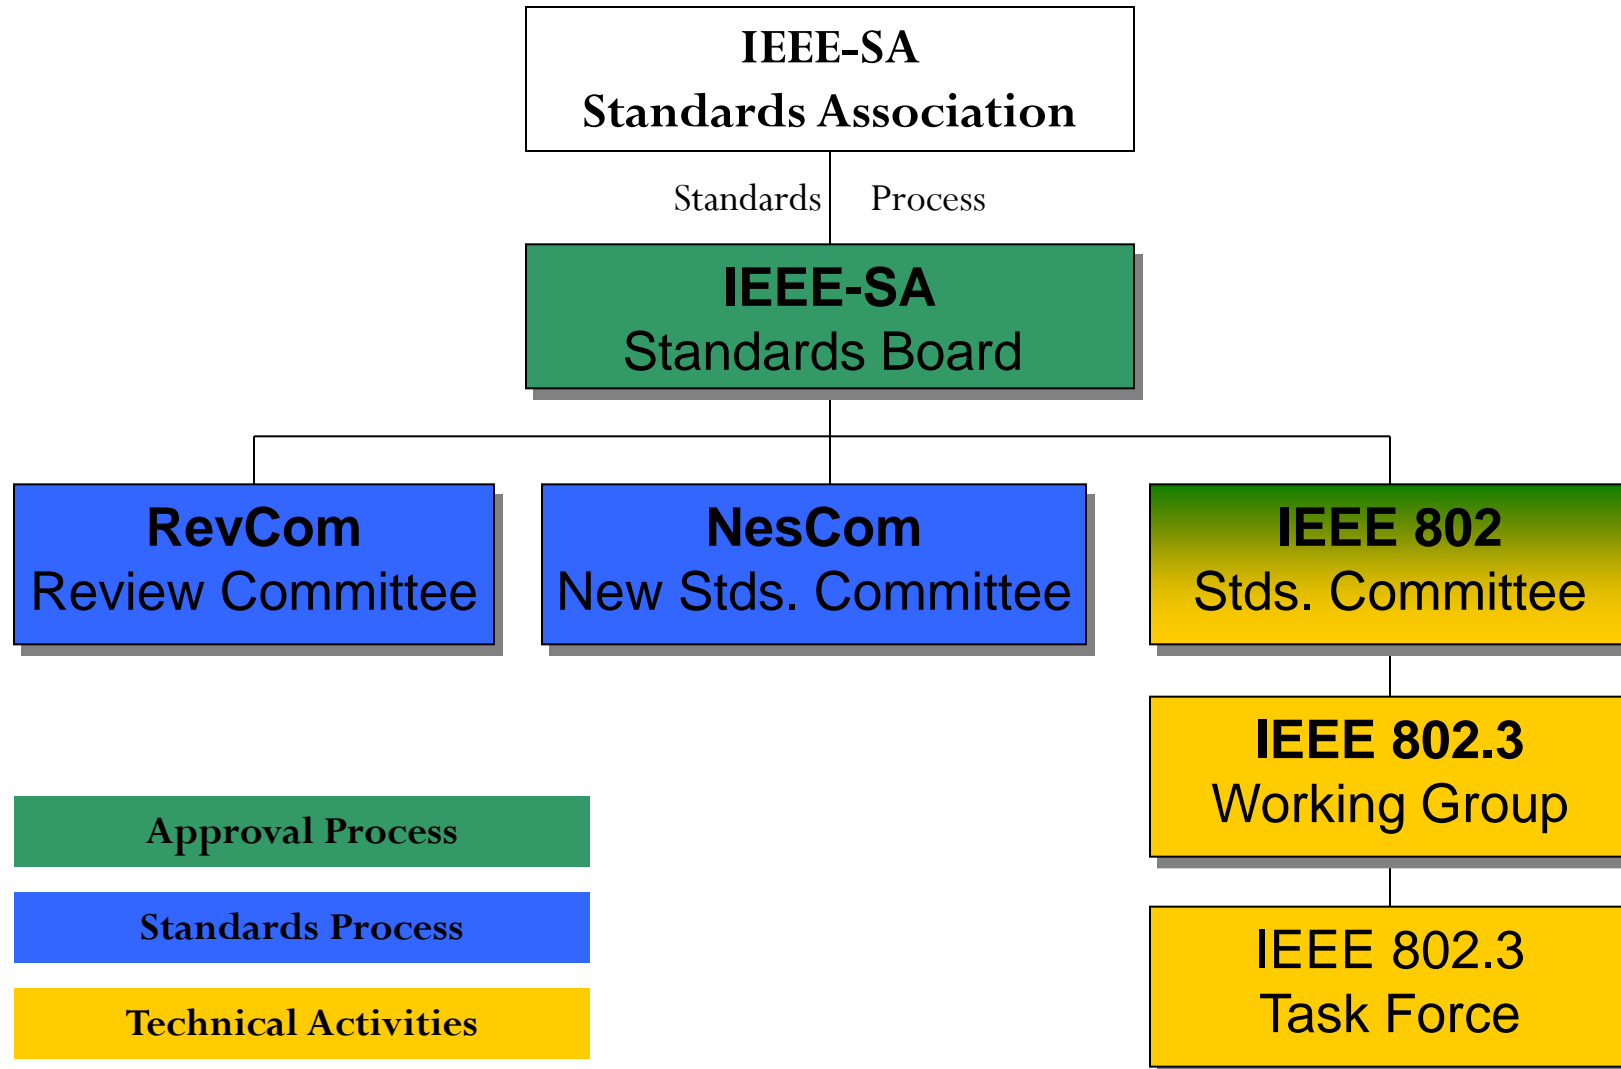 IEEE-SA
Standards Association
Standards Process
IEEE-SA
Standards Board
RevCom
Review Committee
NesCom
New Stds. Committee
IEEE 802
Stds. Committee
IEEE 802.3
Working Group
IEEE 802.3
Task Force
Approval Process
Standards Process
Technical Activities